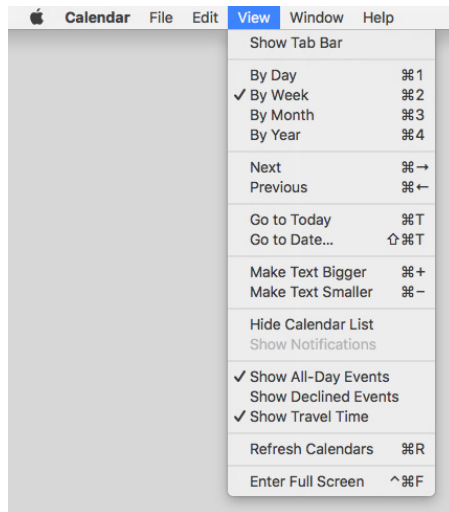 Calendar File Edit View Window Help
Show Tab Bar
By Day ⌘1
✓ By Week ⌘2
By Month ⌘3
By Year ⌘4
Next ⌘→
Previous ⌘←
Go to Today ⌘T
Go to Date... ⇧⌘T
Make Text Bigger ⌘+
Make Text Smaller ⌘−
Hide Calendar List
Show Notifications
✓ Show All-Day Events
Show Declined Events
✓ Show Travel Time
Refresh Calendars ⌘R
Enter Full Screen ^⌘F